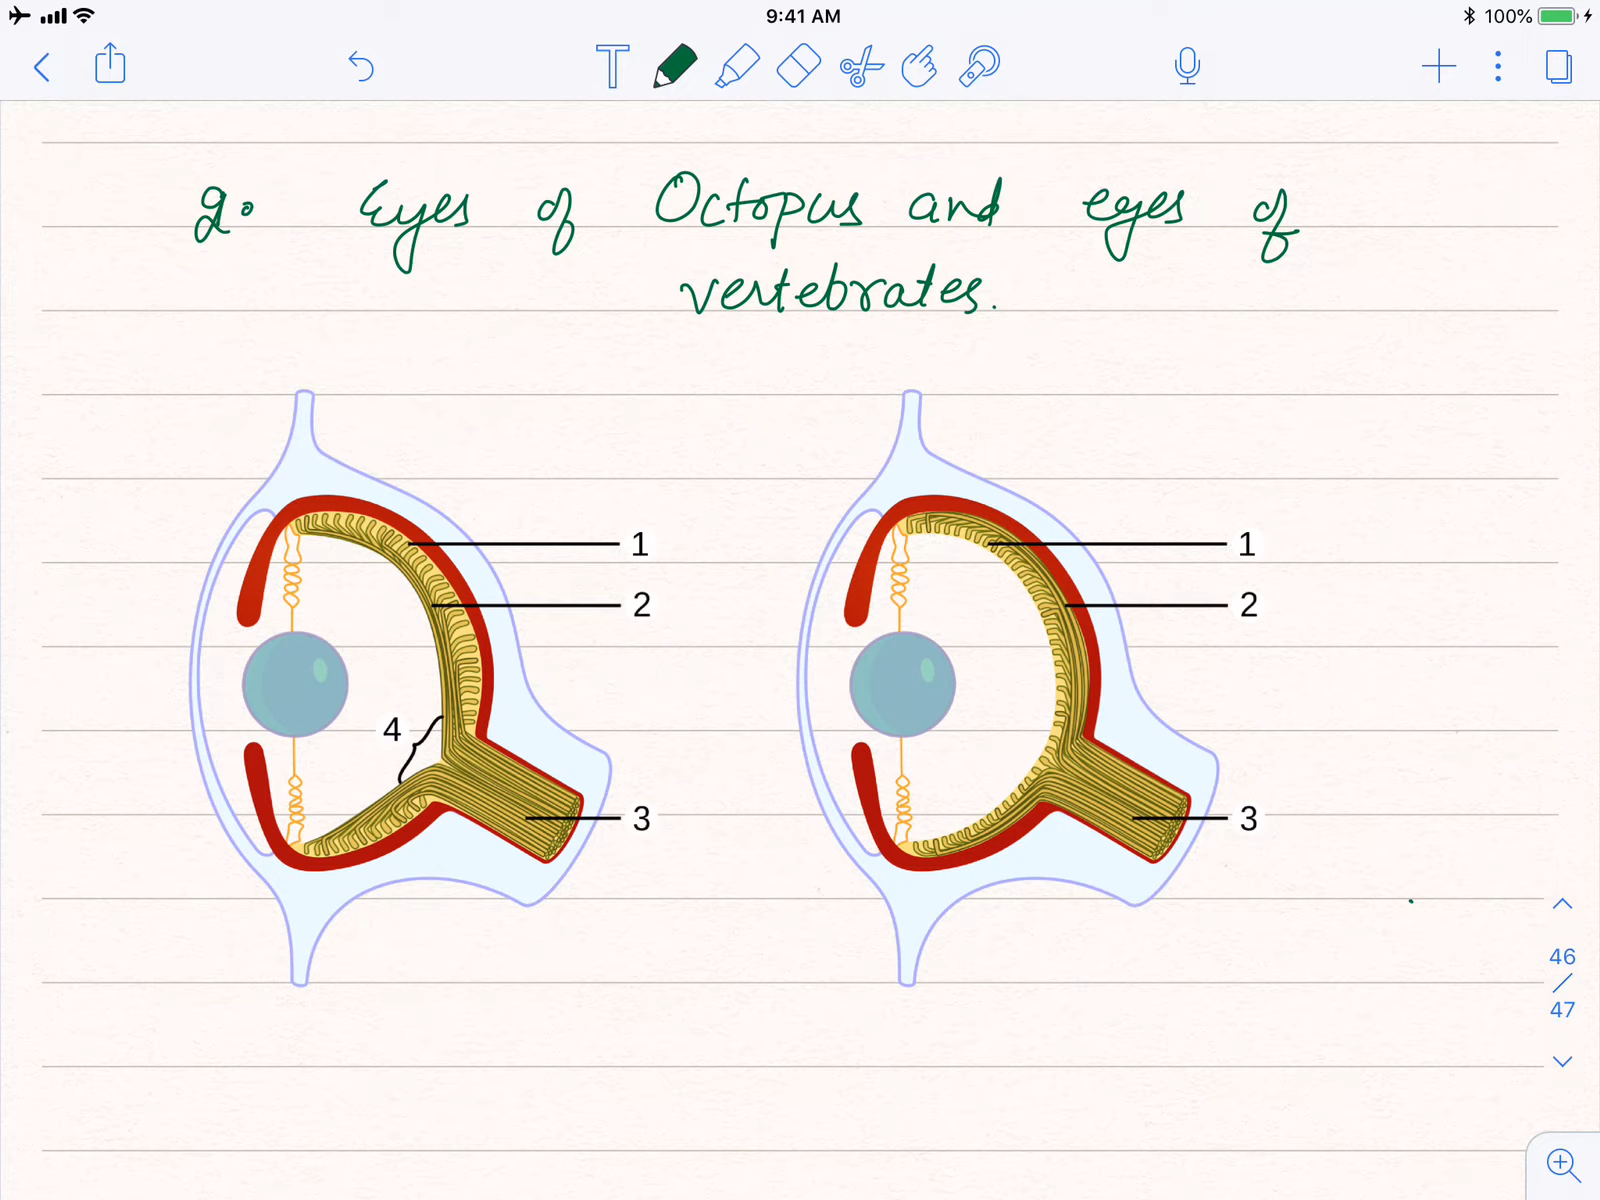 9:41 AM
100%
T
g. Eyes of Octopus and eyes of
vertebrates.
1
2
3
4
1
2
3
46
/
47